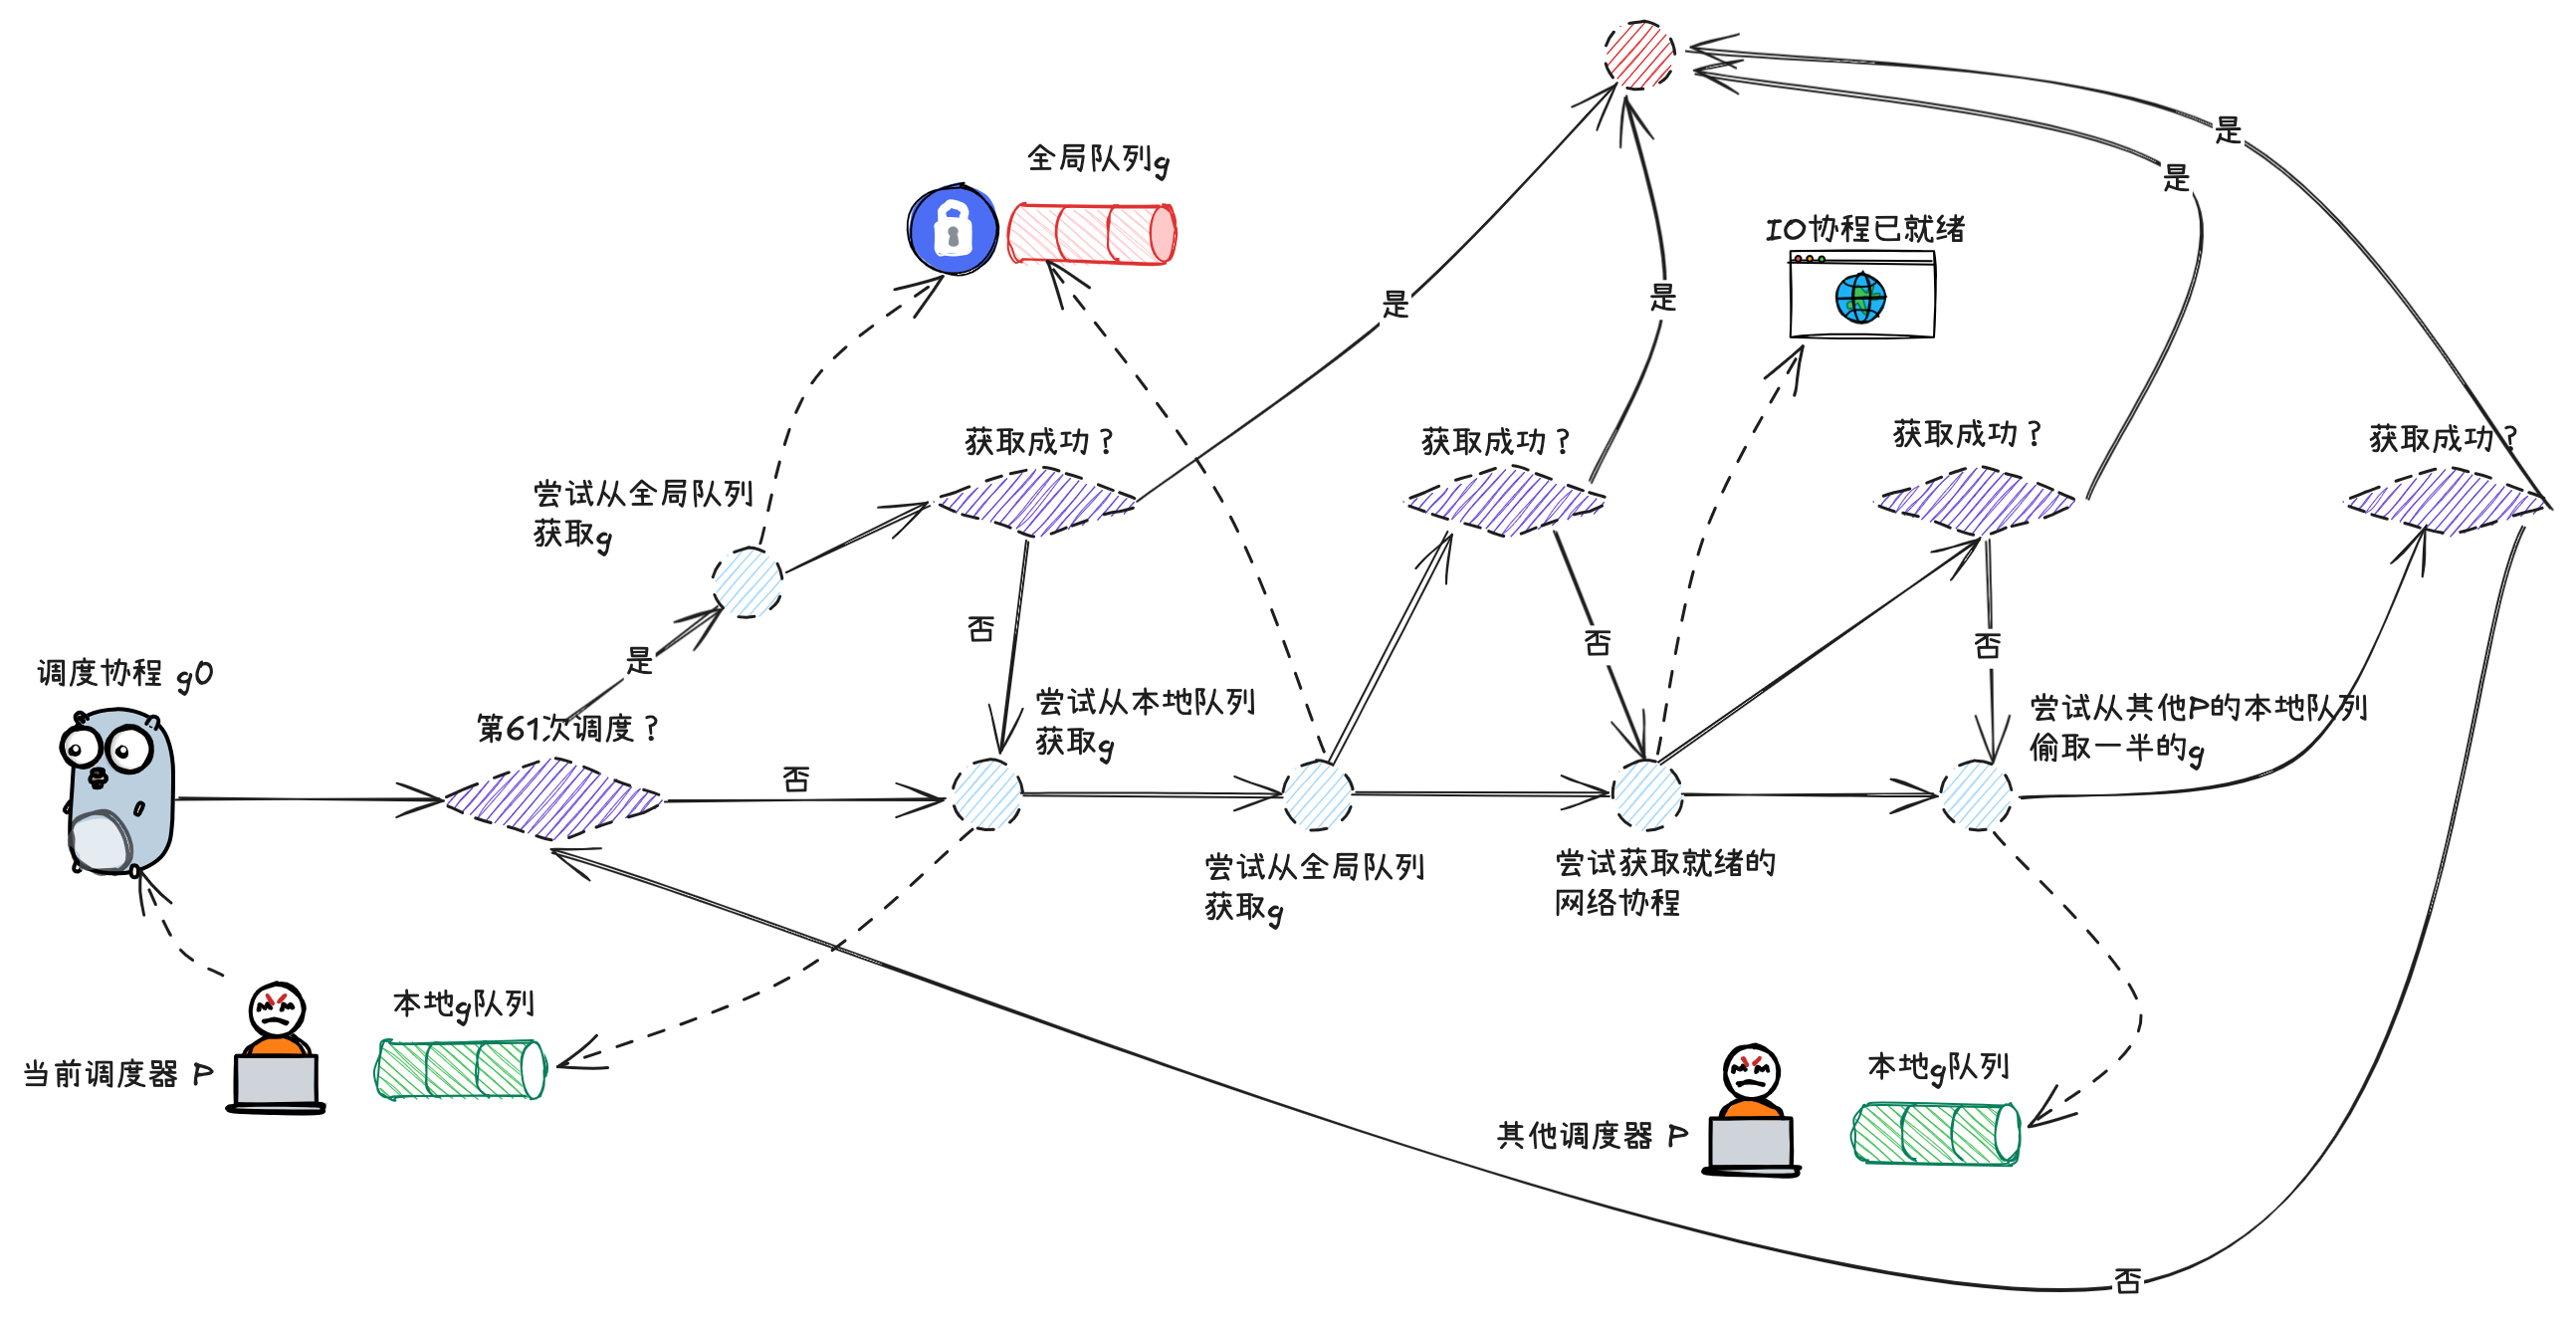 是
是
全局队列g
IO协程已就绪
是
是
获取成功？
获取成功？
获取成功？
获取成功？
尝试从全局队列
获取g
否
否
否
是
调度协程 g0
第61次调度？
尝试从本地队列
获取g
尝试从其他P的本地队列
偷取一半的g
否
尝试从全局队列
获取g
尝试获取就绪的
网络协程
本地g队列
当前调度器 P
本地g队列
其他调度器 P
否